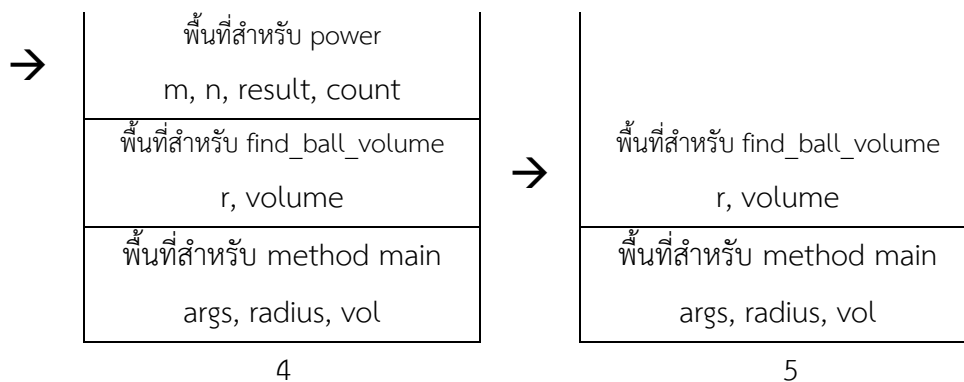 →
พื้นที่สำหรับ power
m, n, result, count
พื้นที่สำหรับ find_ball_volume
r, volume
พื้นที่สำหรับ method main
args, radius, vol
4
→
พื้นที่สำหรับ find_ball_volume
r, volume
พื้นที่สำหรับ method main
args, radius, vol
5